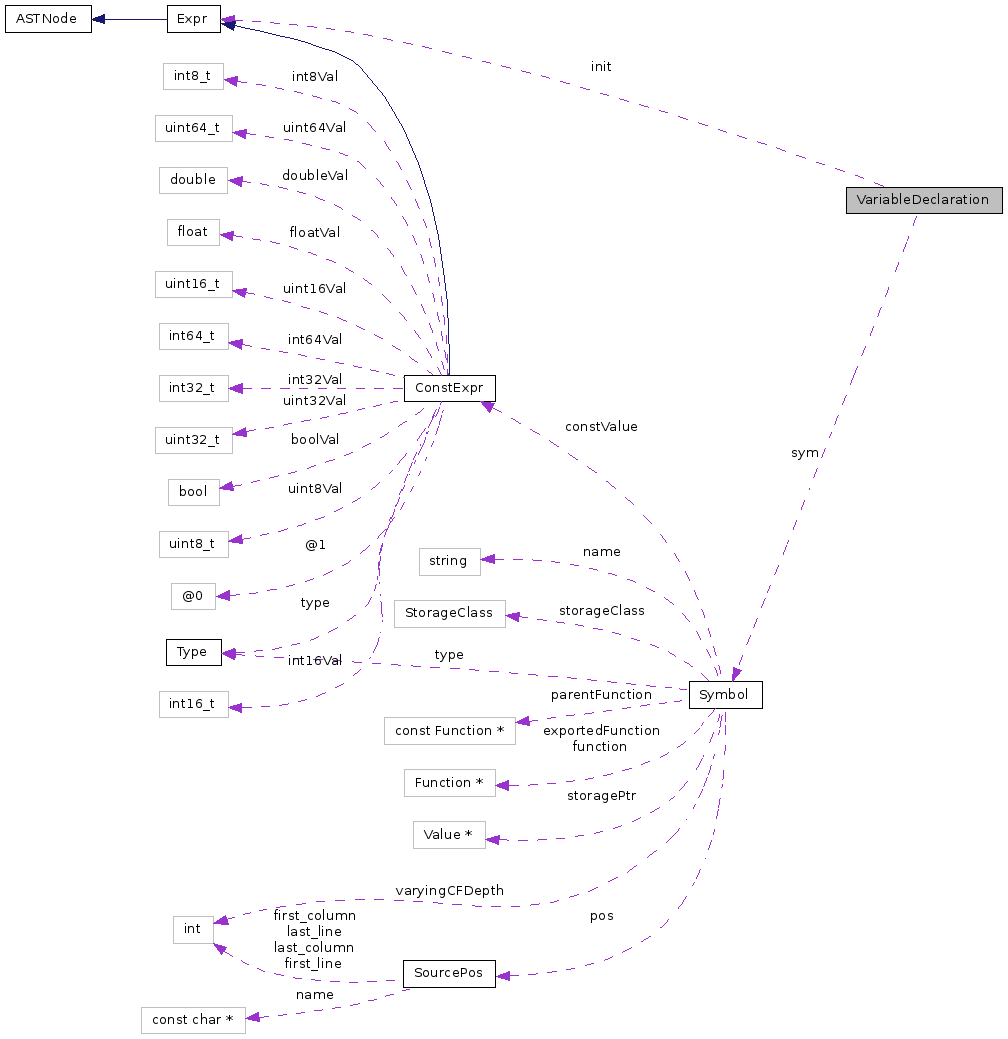 ASTNode
Expr
init
int8_t
int8Val
uint64_t
uint64Val
double
doubleVal
VariableDeclaration
float
floatVal
uint16_t
uint16Val
int64_t
int64Val
int32_t
int32Val
ConstExpr
uint32Val
uint32_t
boolVal
constValue
sym
bool
uint8Val
uint8_t
@1
string
name
@0
type
StorageClass
storageClass
Type
int16Val
type
int16_t
parentFunction
Symbol
const Function *
exportedFunction
function
Function *
storagePtr
Value *
varyingCFDepth
int
first_column
last_line
last_column
first_line
pos
SourcePos
name
const char *